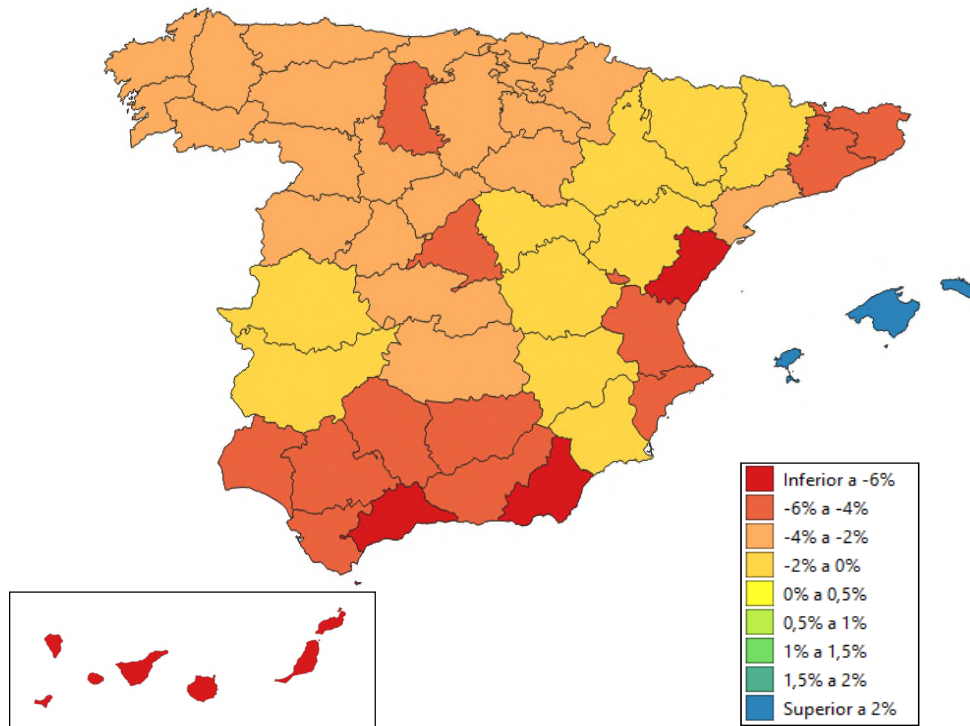 Inferior a -6%
-6% a -4%
-4% a -2%
-2% a 0%
0% a 0,5%
0,5% a 1%
1% a 1,5%
1,5% a 2%
Superior a 2%